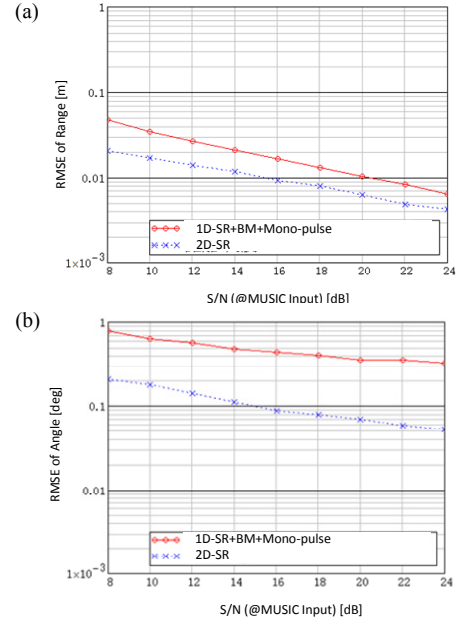 (a)
1
0.1
0.01
1×10⁻³
RMSE of Range [m]
1D-SR+BM+Mono-pulse
2D-SR
8 10 12 14 16 18 20 22 24
S/N (@MUSIC Input) [dB]
(b)
1
0.1
0.01
1×10⁻³
RMSE of Angle [deg]
1D-SR+BM+Mono-pulse
2D-SR
8 10 12 14 16 18 20 22 24
S/N (@MUSIC Input) [dB]